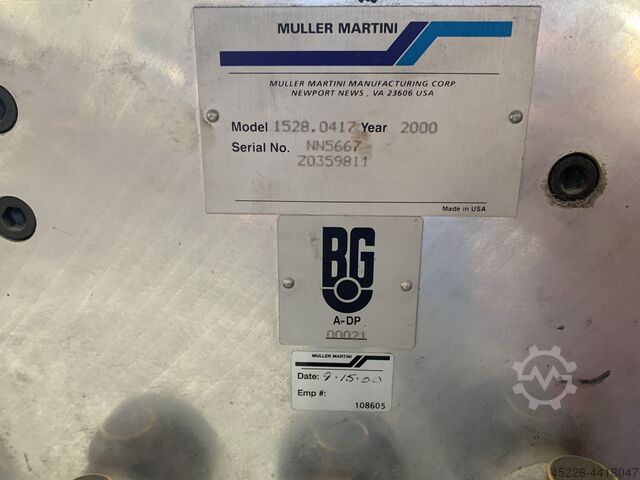 MULLER MARTINI
MULLER MARTINI MANUFACTURING CORP.
NEWPORT NEWS, VA 23606 USA
Model 1528.0417 Year 2000
Serial No. NN5667
Z0359811
Made in USA
BG
A-DP
00021
MULLER MARTINI
Date: 9.15.00
Emp #:
108605
45228-4418047